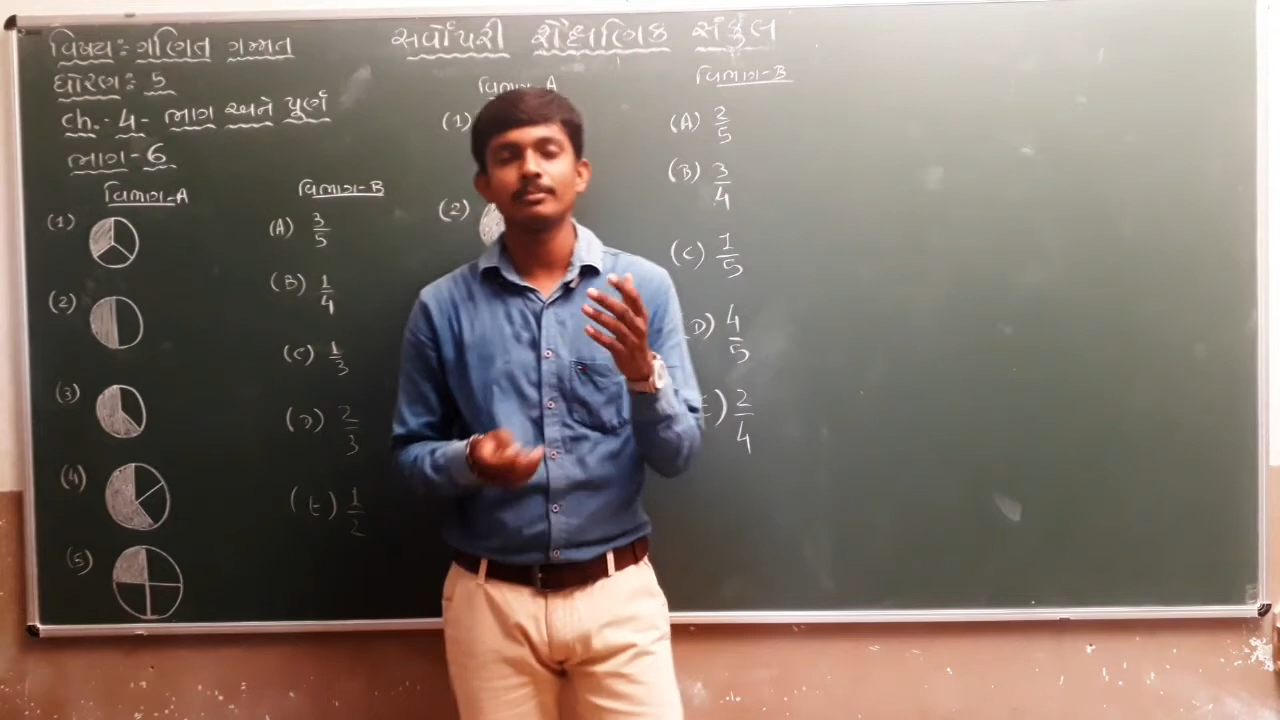 વિષય: ગણિત ગમ્મત
સર્વોપરી શૈક્ષણિક સંકુલ
ધોરણ: 5
ch. - 4 - ભાગ અને પૂર્ણ
ભાગ-6
વિભાગ-A
વિભાગ-B
(1)
(A) 3/5
(2)
(B) 1/4
(3)
(C) 1/3
(4)
(D) 2/3
(5)
(E) 1/2
વિભાગ-A
વિભાગ-B
(1)
(A) 2/5
(2)
(B) 3/4
(C) 1/5
D) 4/5
) 2/4